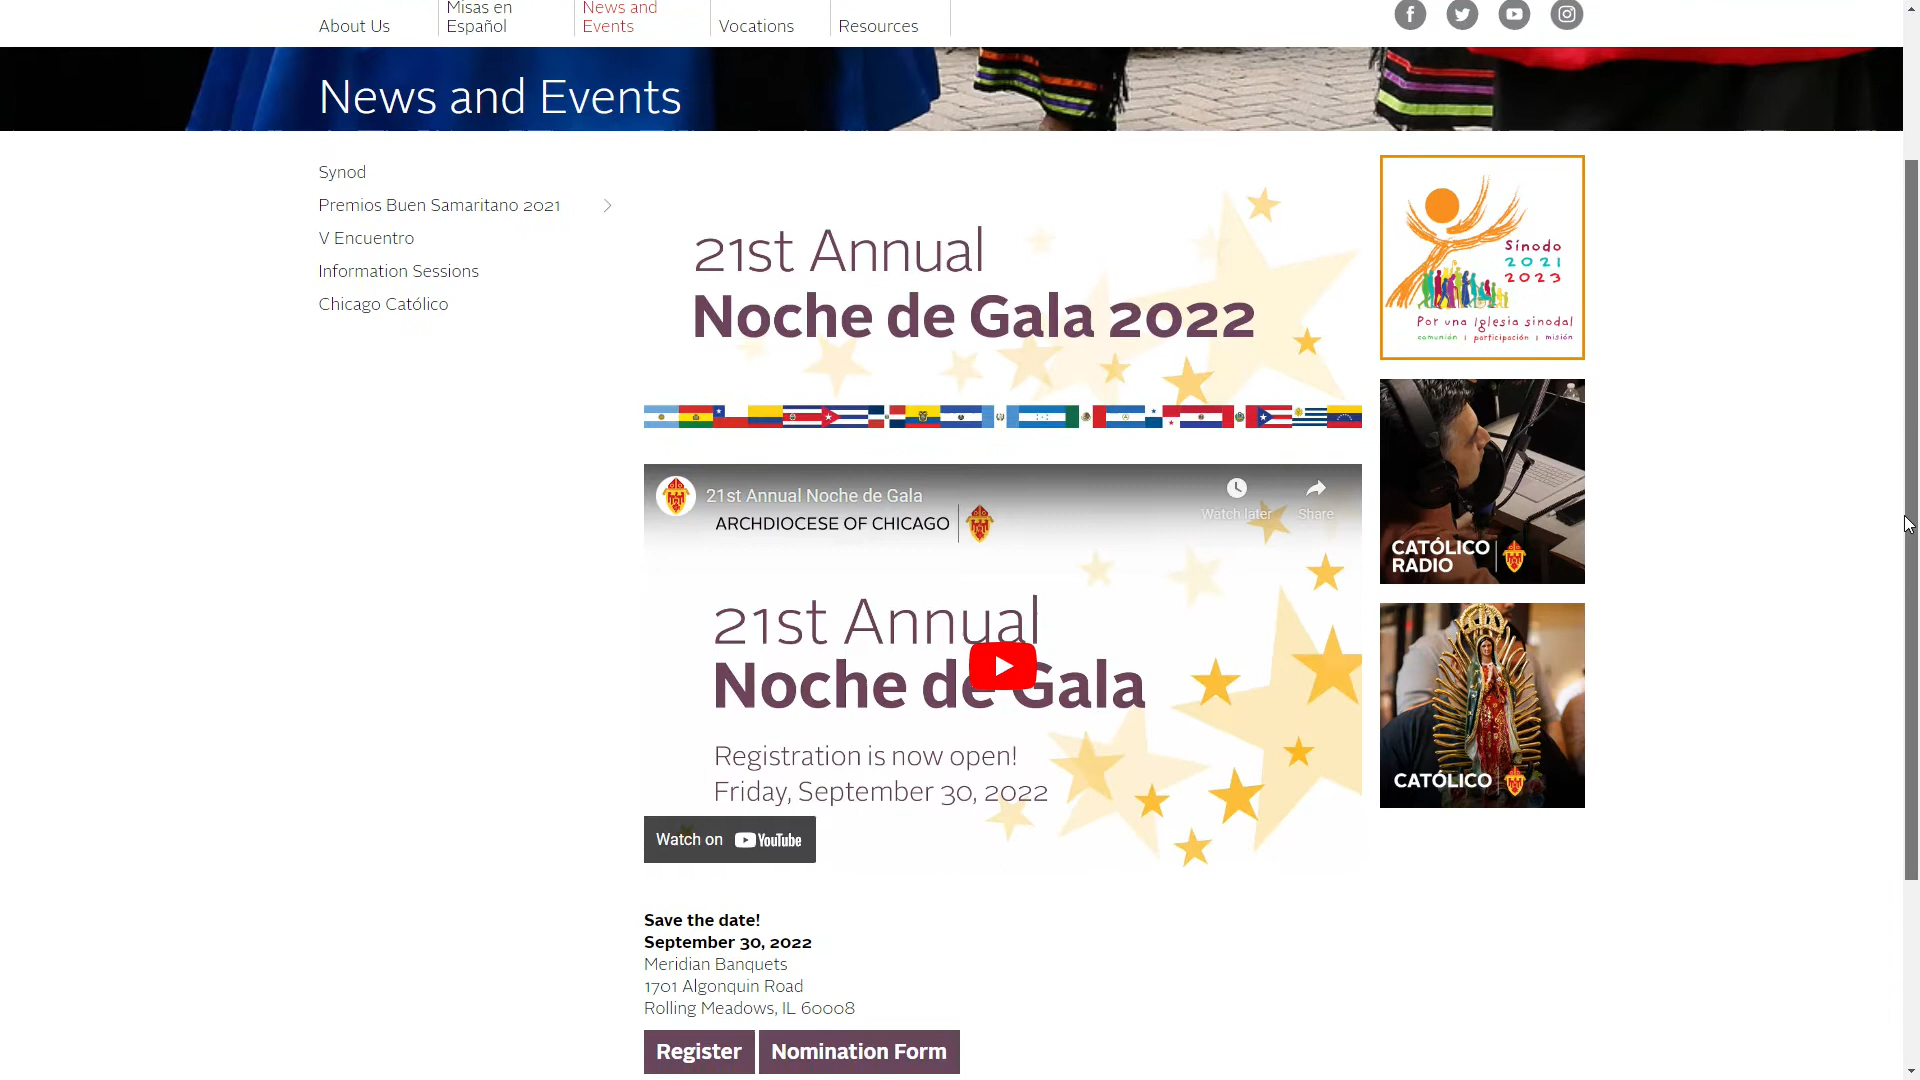 About Us
Misas en
Español
News and
Events
Vocations
Resources
News and Events
Synod
Premios Buen Samaritano 2021
V Encuentro
Information Sessions
Chicago Católico
21st Annual
Noche de Gala 2022
21st Annual Noche de Gala
Watch later
Share
ARCHDIOCESE OF CHICAGO
21st Annual
Noche de Gala
Registration is now open!
Friday, September 30, 2022
Watch on YouTube
Save the date!
September 30, 2022
Meridian Banquets
1701 Algonquin Road
Rolling Meadows, IL 60008
Register
Nomination Form
Sínodo
2021
2023
Por una Iglesia sinodal
comunión | participación | misión
CATÓLICO
RADIO
CATÓLICO